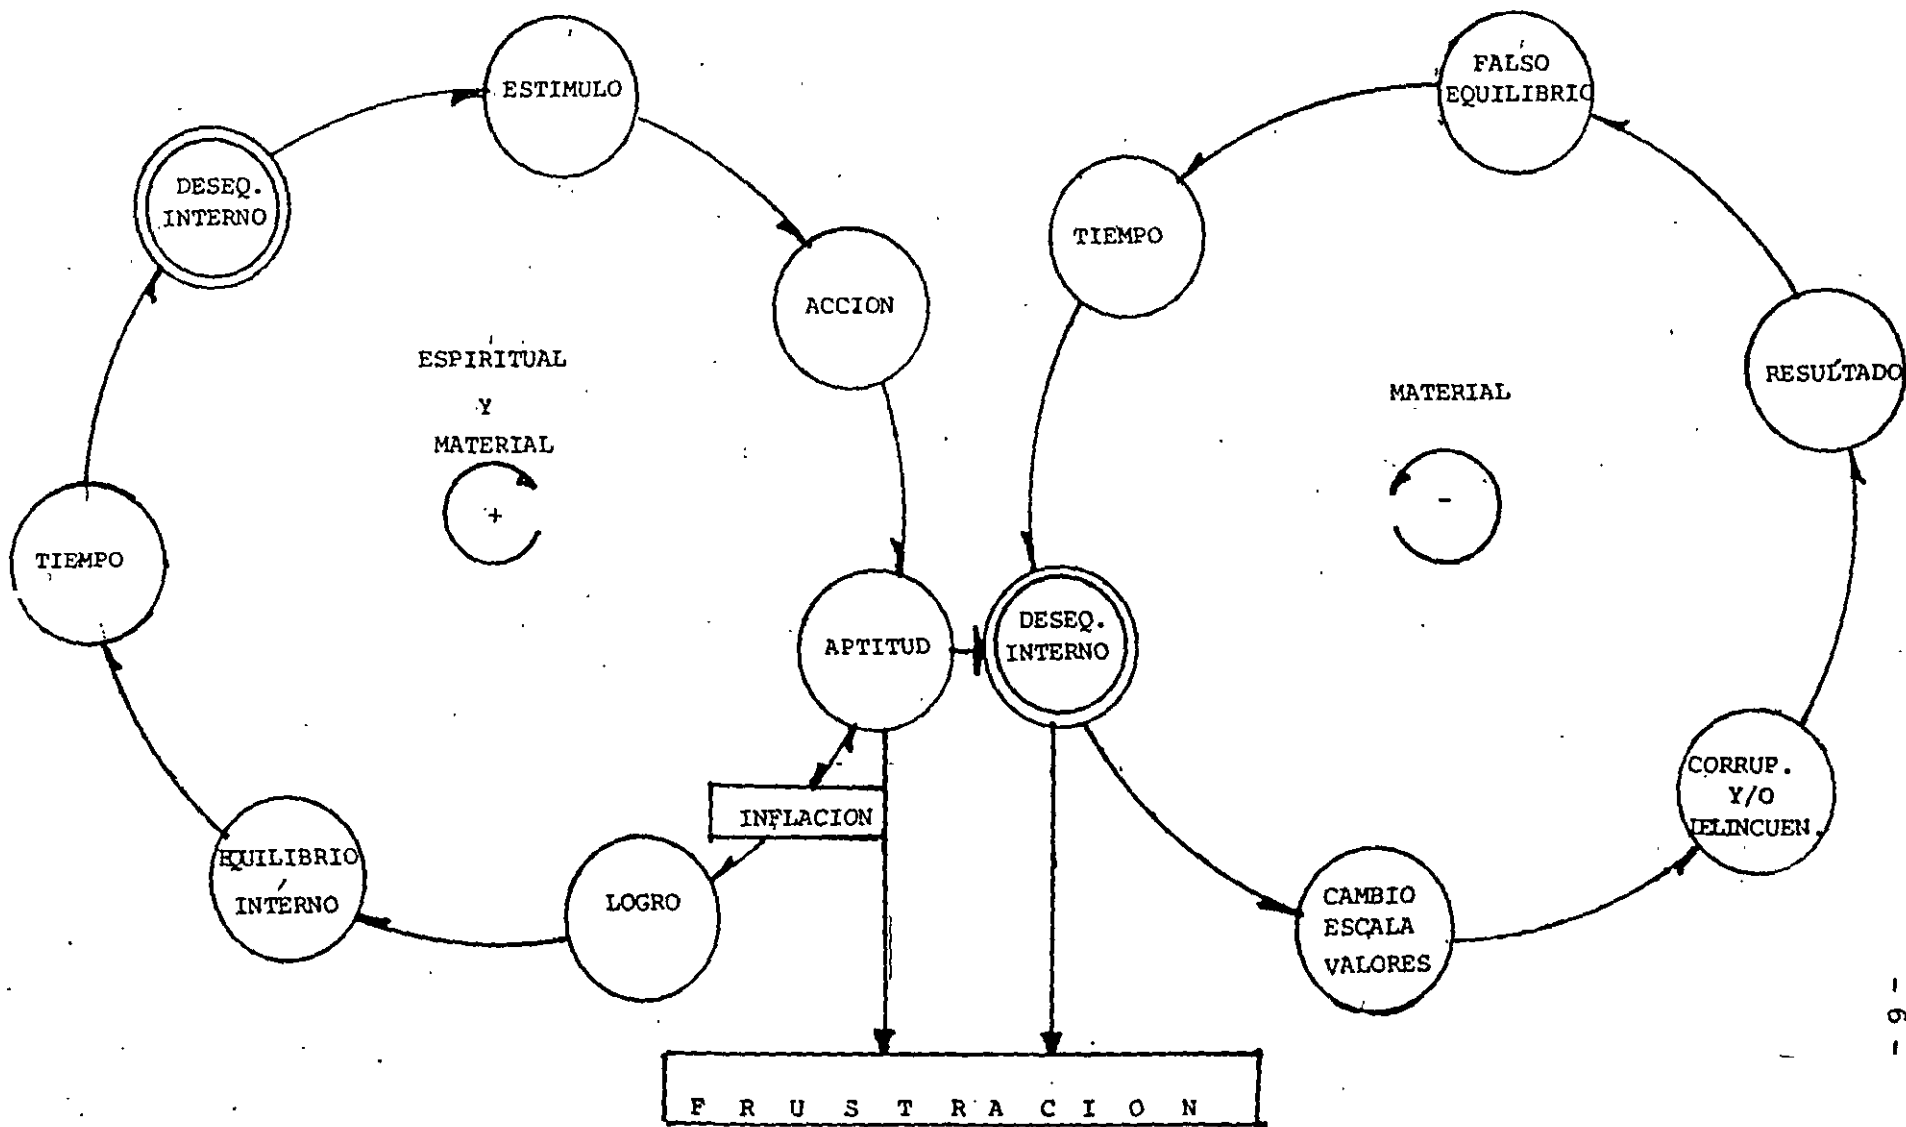 ESTIMULO
DESEQ.
INTERNO
ACCION
ESPIRITUAL
Y
MATERIAL
+
TIEMPO
APTITUD
INFLACION
LOGRO
EQUILIBRIO
INTERNO
FALSO
EQUILIBRIO
TIEMPO
RESULTADO
MATERIAL
-
DESEQ.
INTERNO
CORRUP.
Y/O
DELINCUEN.
CAMBIO
ESCALA
VALORES
FRUSTRACION
- 6 -